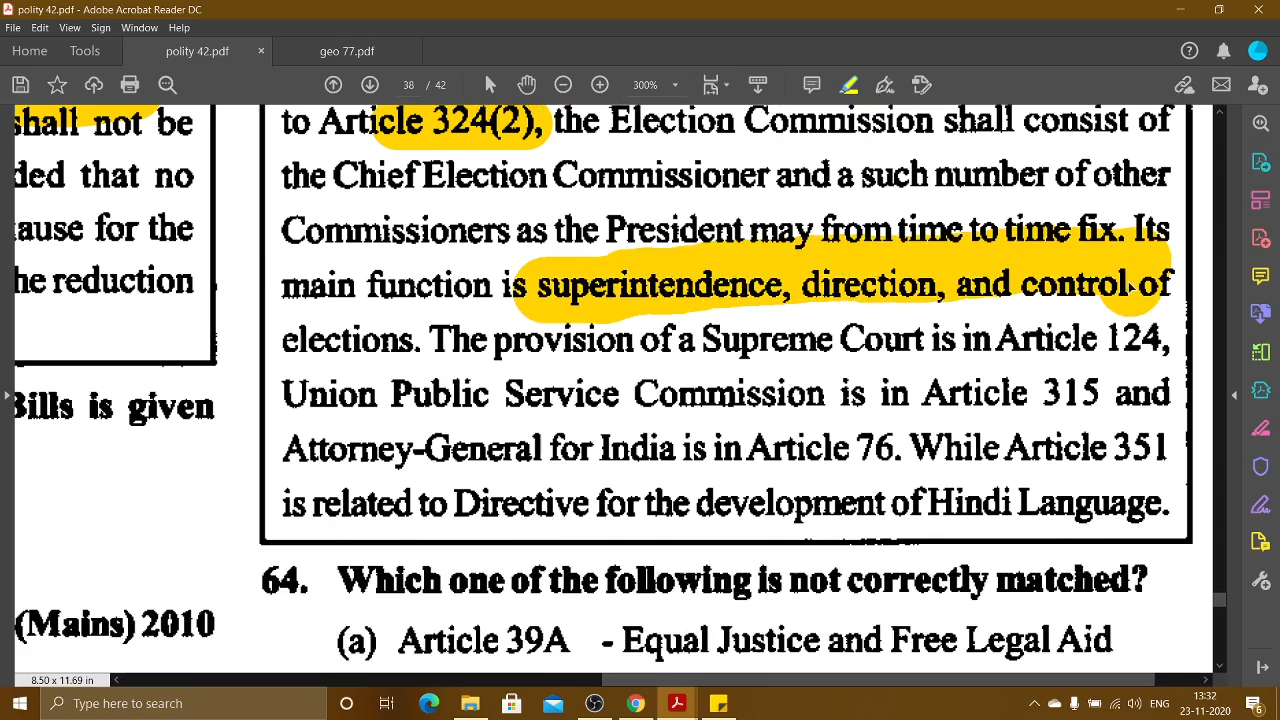 polity 42.pdf - Adobe Acrobat Reader DC
File Edit View Sign Window Help
Home Tools polity 42.pdf × geo 77.pdf
38 / 42 300%
shall not be
ded that no
ause for the
he reduction
Bills is given
(Mains) 2010
to Article 324(2), the Election Commission shall consist of
the Chief Election Commissioner and a such number of other
Commissioners as the President may from time to time fix. Its
main function is superintendence, direction, and control of
elections. The provision of a Supreme Court is in Article 124,
Union Public Service Commission is in Article 315 and
Attorney-General for India is in Article 76. While Article 351
is related to Directive for the development of Hindi Language.
64. Which one of the following is not correctly matched?
(a) Article 39A - Equal Justice and Free Legal Aid
8.50 x 11.69 in
Type here to search
13:32
23-11-2020
6